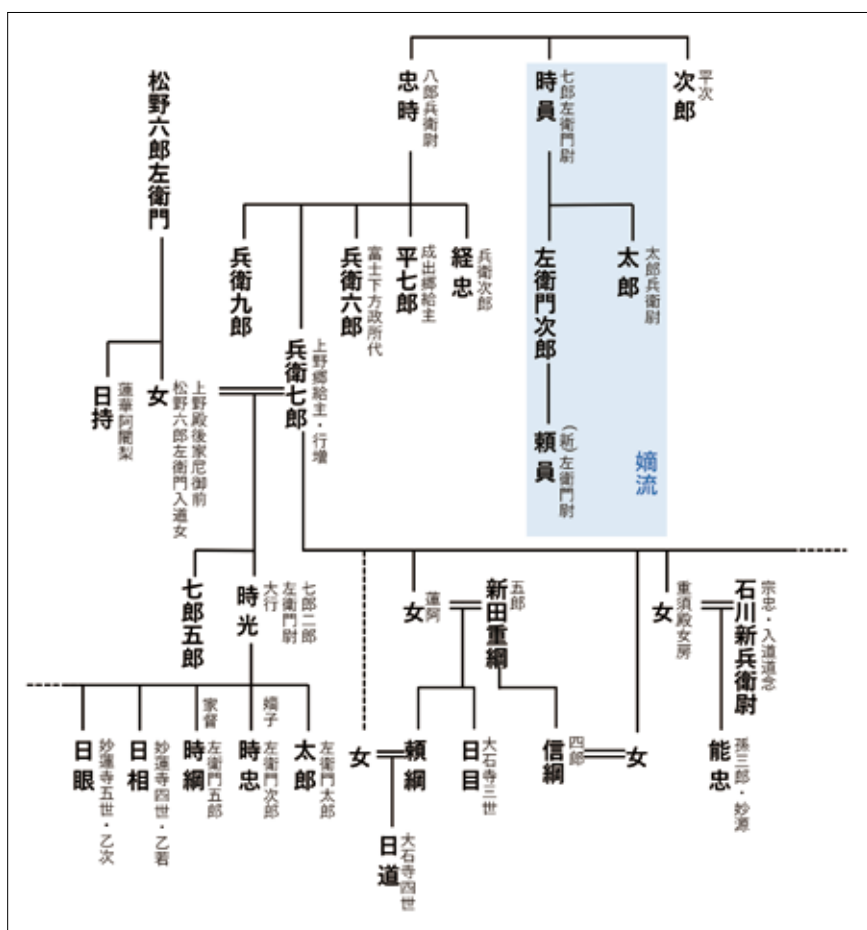 次郎
平次
時員
七郎左衛門尉
忠時
八郎兵衛尉
松野六郎左衛門
太郎
太郎兵衛尉
左衛門次郎
経忠
兵衛次郎
平七郎
成出郷給主
兵衛六郎
富士下方政所代
兵衛七郎
上野郷給主・行増
兵衛九郎
女
上野殿後家尼御前
松野六郎左衛門入道女
日持
蓮華阿闍梨
頼員
(新)左衛門尉
嫡流
石川新兵衛尉
宗忠・入道道念
女
重須殿女房
新田重綱
五郎
女
蓮阿
時光
七郎二郎
左衛門尉
大行
七郎五郎
能忠
孫三郎・妙源
女
信綱
四郎
日目
大石寺三世
頼綱
女
太郎
左衛門太郎
時忠
左衛門次郎
嫡子
時綱
左衛門五郎
家督
日相
妙蓮寺四世・乙若
日眼
妙蓮寺五世・乙次
日道
大石寺四世